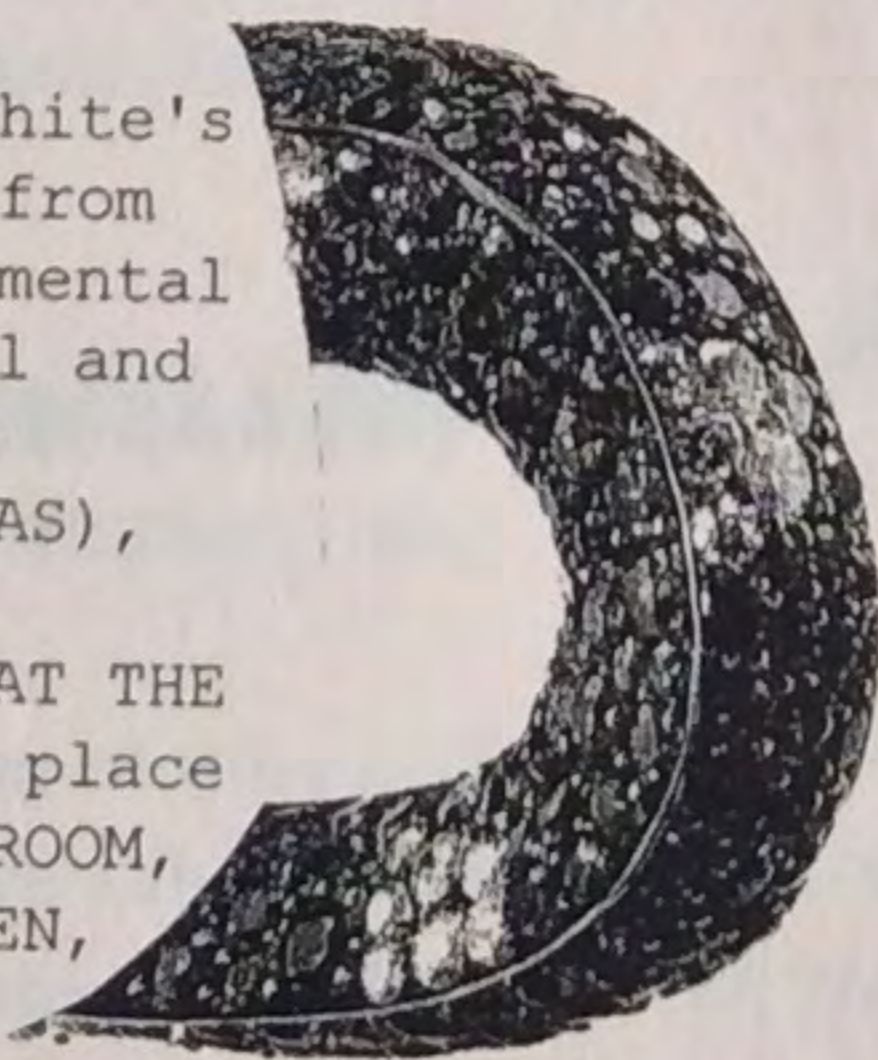 hite's
from
mental
l and
AS),
AT THE
place
ROOM,
EN,